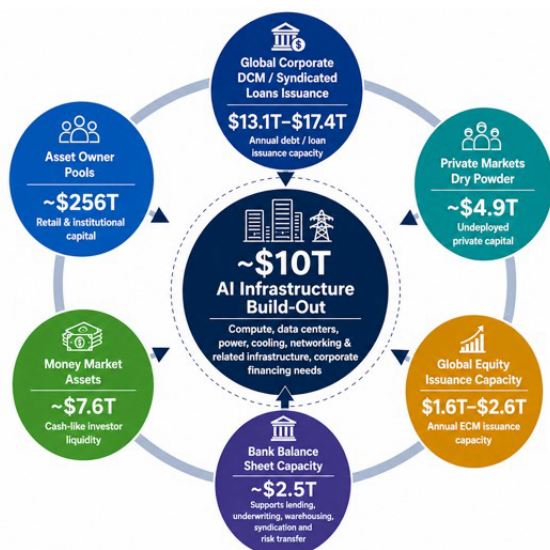 Global Corporate
DCM / Syndicated
Loans Issuance
$13.1T–$17.4T
Annual debt / loan
issuance capacity
Asset Owner
Pools
~$256T
Retail & institutional
capital
Private Markets
Dry Powder
~$4.9T
Undeployed
private capital
~$10T
AI Infrastructure
Build-Out
Compute, data centers,
power, cooling, networking &
related infrastructure, corporate
financing needs
Money Market
Assets
~$7.6T
Cash-like investor
liquidity
Global Equity
Issuance Capacity
$1.6T–$2.6T
Annual ECM issuance
capacity
Bank Balance
Sheet Capacity
~$2.5T
Supports lending,
underwriting, warehousing,
syndication and
risk transfer